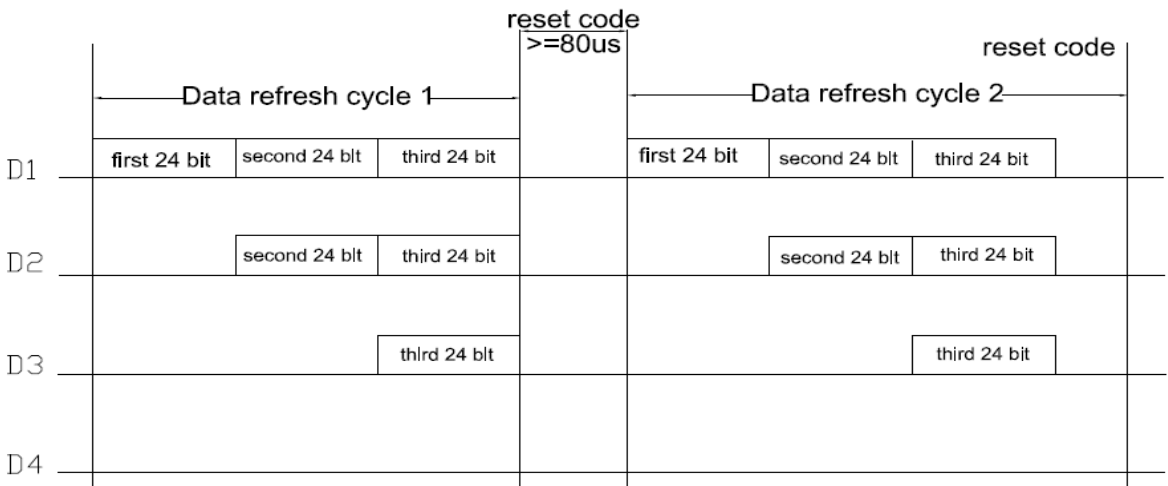 reset code
>=80us
reset code
Data refresh cycle 1
Data refresh cycle 2
D1 first 24 bit second 24 blt third 24 bit first 24 bit second 24 blt third 24 bit
D2 second 24 blt third 24 bit second 24 blt third 24 bit
D3 thlrd 24 blt third 24 bit
D4